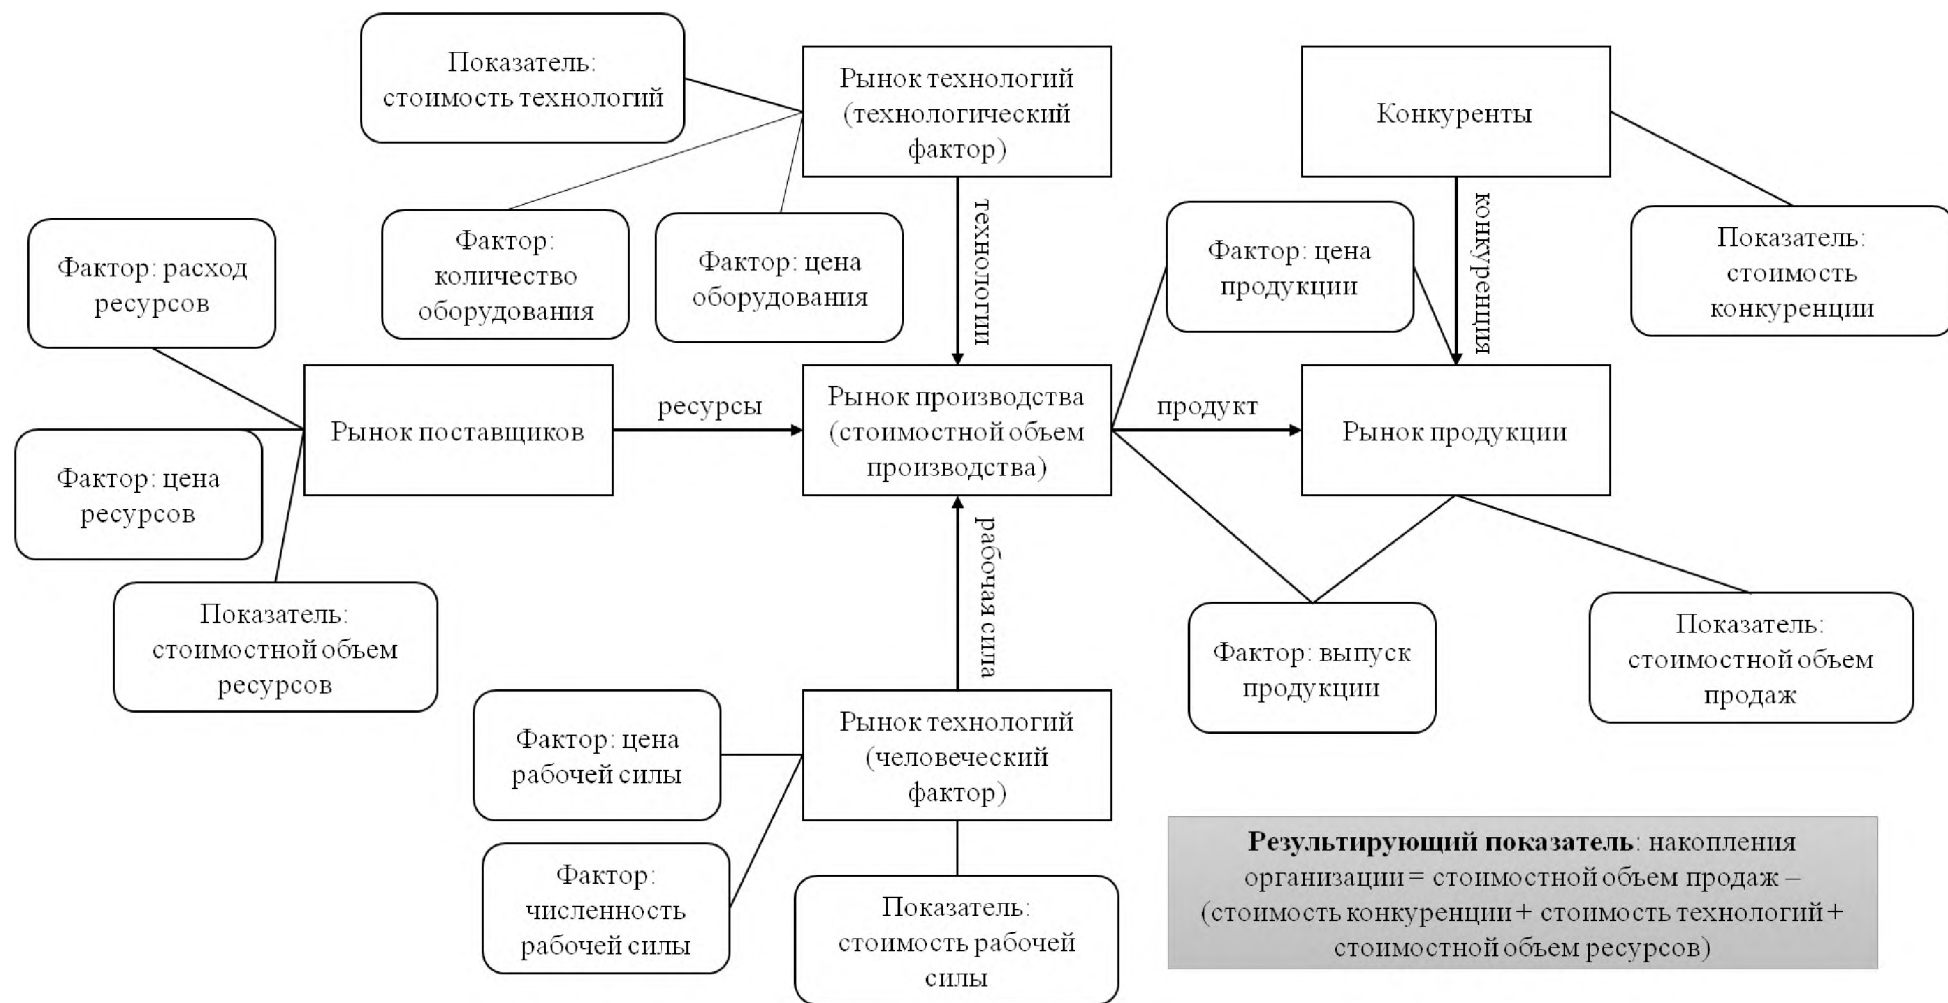 Показатель:
стоимость технологий
Рынок технологий
(технологический
фактор)
Конкуренты
Фактор: расход
ресурсов
Фактор:
количество
оборудования
Фактор: цена
оборудования
технологии
Фактор: цена
продукции
конкуренция
Показатель:
стоимость
конкуренции
Рынок поставщиков
ресурсы
Рынок производства
(стоимостной объем
производства)
продукт
Рынок продукции
Фактор: цена
ресурсов
Показатель:
стоимостной объем
ресурсов
рабочая сила
Фактор: выпуск
продукции
Показатель:
стоимостной объем
продаж
Фактор: цена
рабочей силы
Рынок технологий
(человеческий
фактор)
Фактор:
численность
рабочей силы
Показатель:
стоимость рабочей
силы
Результирующий показатель: накопления
организации = стоимостной объем продаж –
(стоимость конкуренции + стоимость технологий +
стоимостной объем ресурсов)